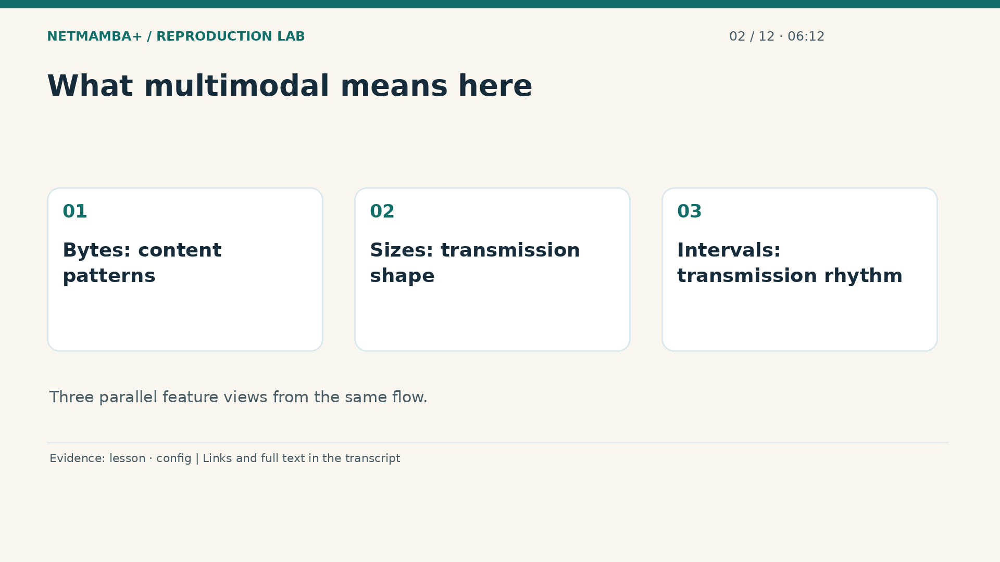 NETMAMBA+ / REPRODUCTION LAB
02 / 12 · 06:12
What multimodal means here
01
Bytes: content
patterns
02
Sizes: transmission
shape
03
Intervals:
transmission rhythm
Three parallel feature views from the same flow.
Evidence: lesson · config | Links and full text in the transcript